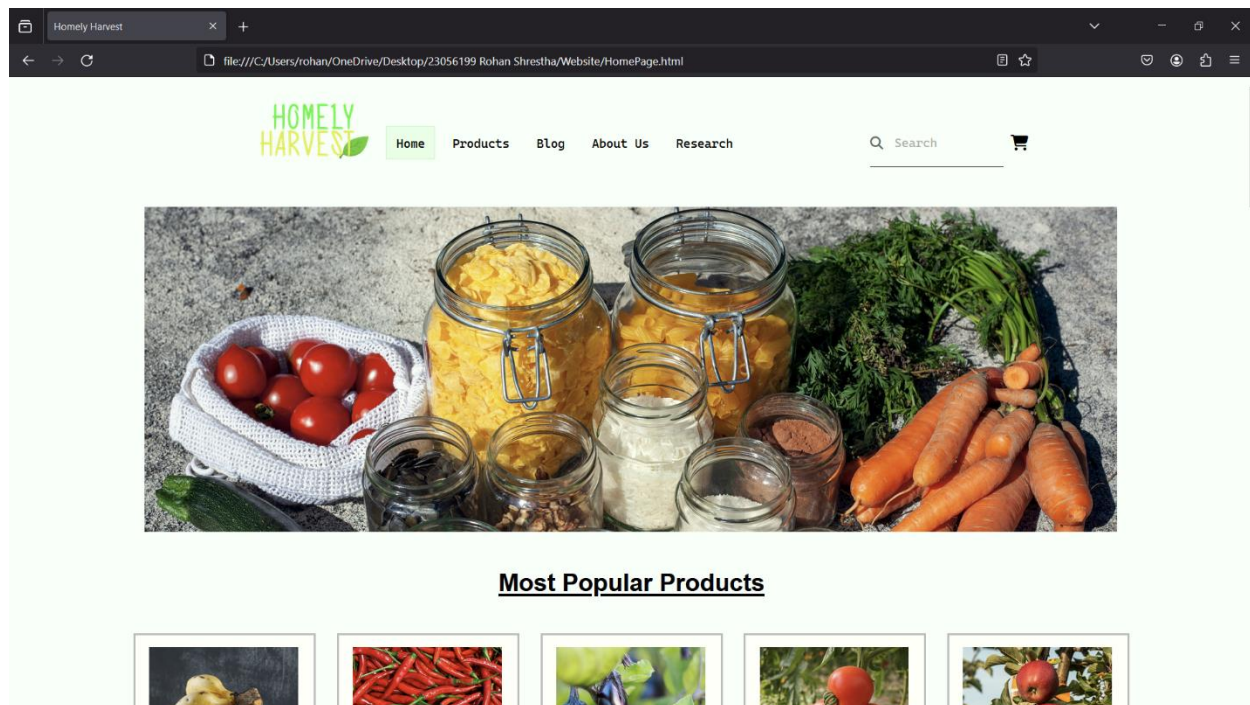 Homely Harvest
file:///C:/Users/rohan/OneDrive/Desktop/23056199 Rohan Shrestha/Website/HomePage.html
HOMELY
HARVEST
Home Products Blog About Us Research Search
Most Popular Products